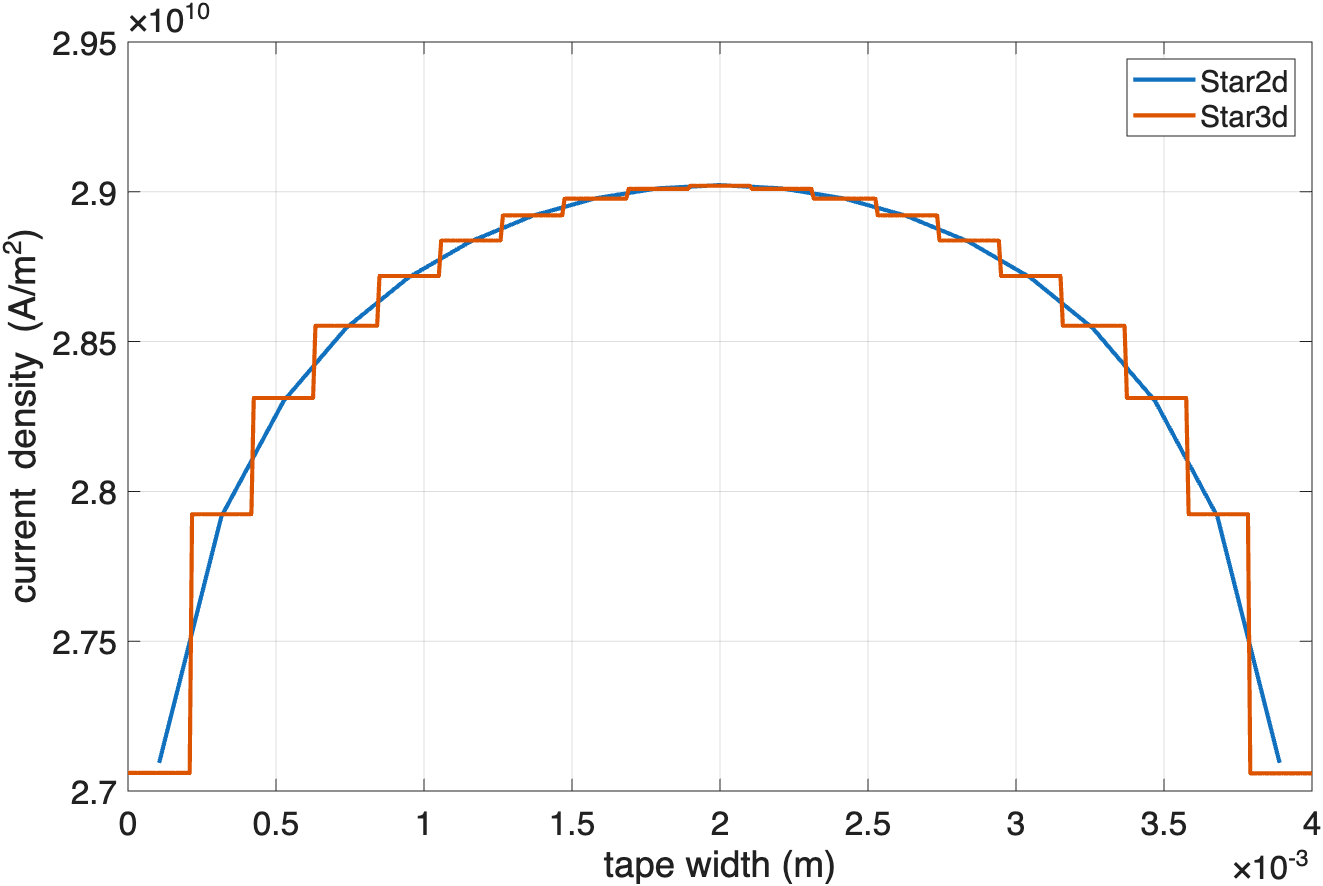 ×10^10
2.95
2.9
2.85
2.8
2.75
2.7
current density (A/m^2)
Star2d
Star3d
0 0.5 1 1.5 2 2.5 3 3.5 4
tape width (m)
×10^-3